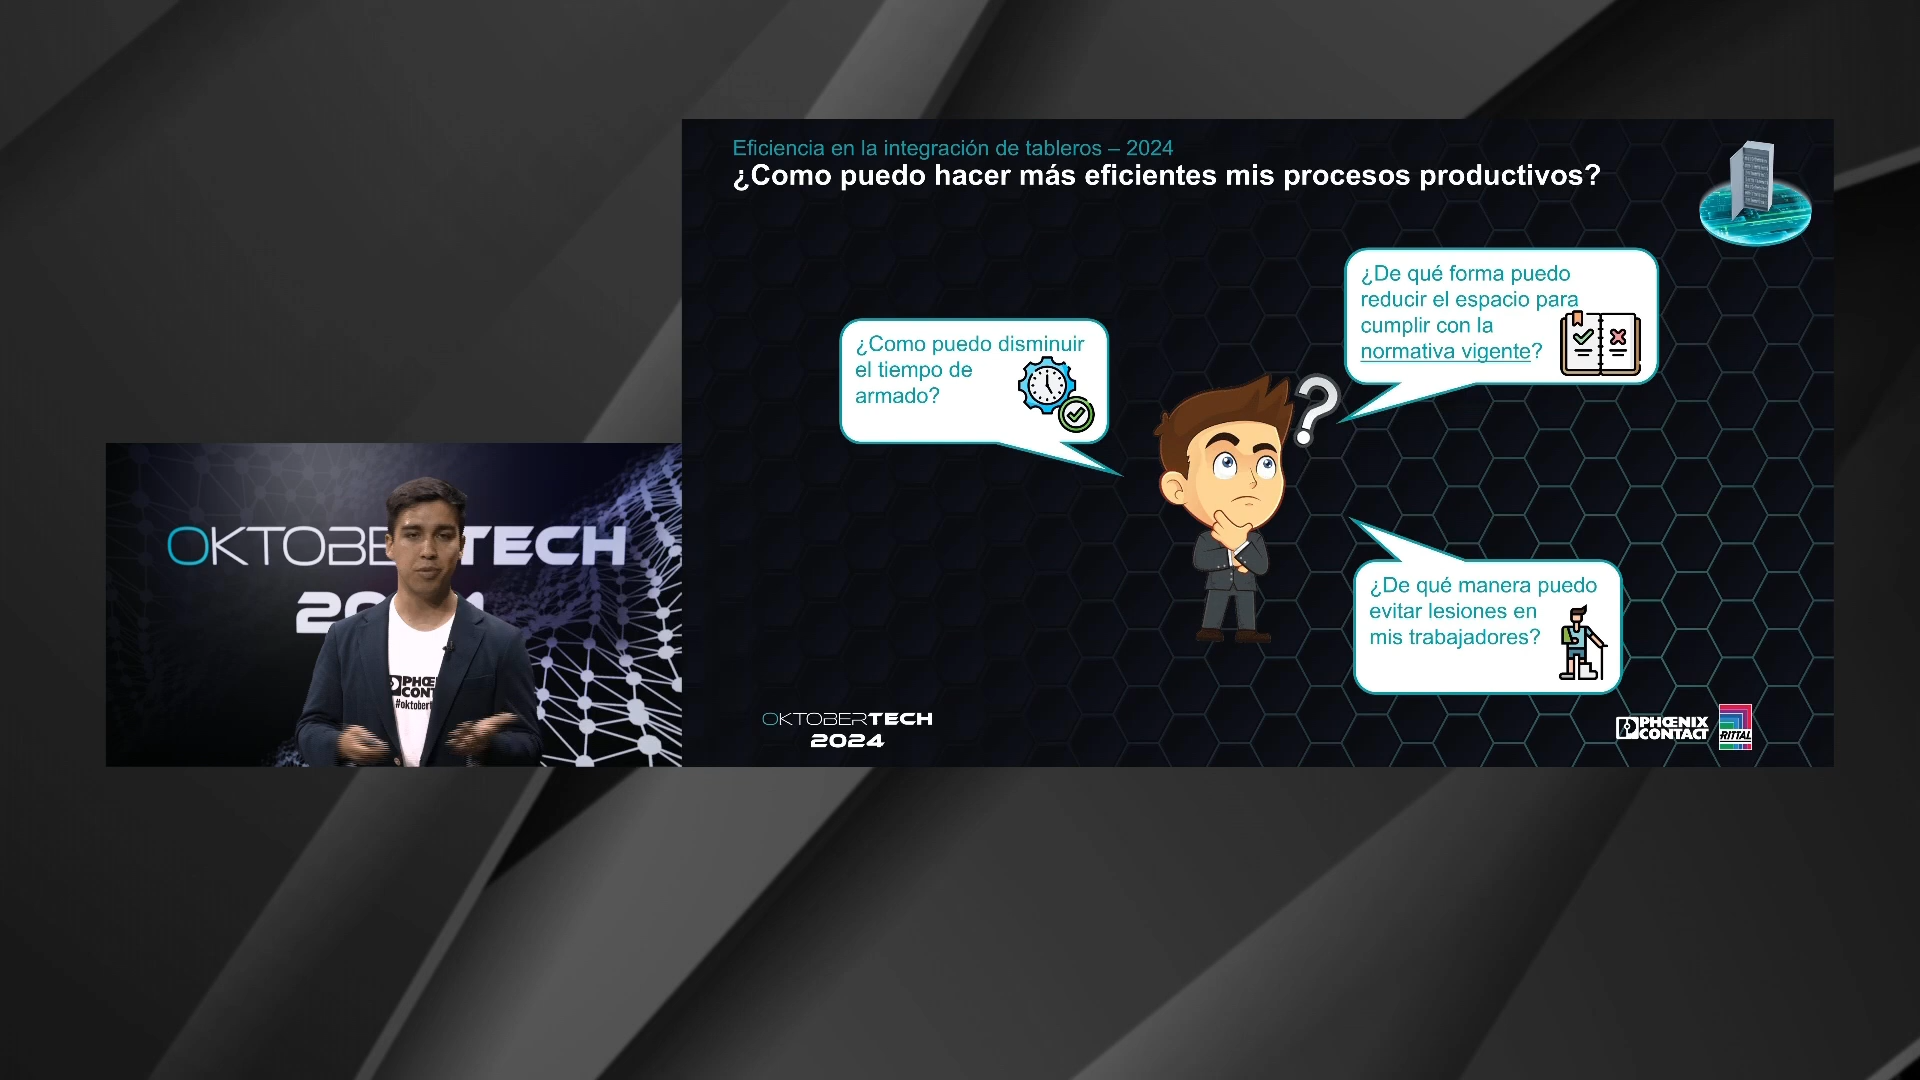 Eficiencia en la integración de tableros – 2024
¿Como puedo hacer más eficientes mis procesos productivos?
¿De qué forma puedo
reducir el espacio para
cumplir con la
normativa vigente?
¿Como puedo disminuir
el tiempo de
armado?
¿De qué manera puedo
evitar lesiones en
mis trabajadores?
OKTOBERTECH
2024
PHŒNIX
CONTACT
RITTAL
TECH